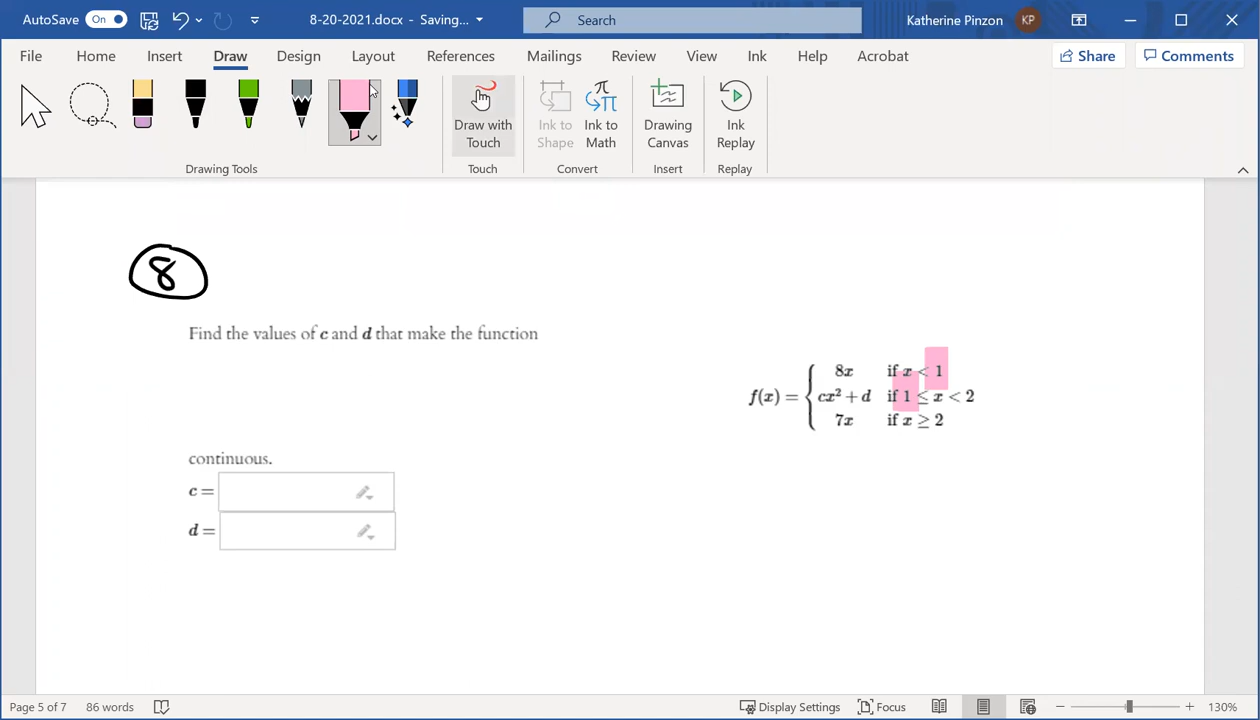 AutoSave On 8-20-2021.docx - Saving... Search Katherine Pinzon KP
File Home Insert Draw Design Layout References Mailings Review View Ink Help Acrobat Share Comments
Draw with Touch Ink to Shape Ink to Math Drawing Canvas Ink Replay
Drawing Tools Touch Convert Insert Replay
8
Find the values of c and d that make the function
8x if x < 1
f(x) = { cx² + d if 1 ≤ x < 2
7x if x ≥ 2
continuous.
c =
d =
Page 5 of 7 86 words Display Settings Focus 130%